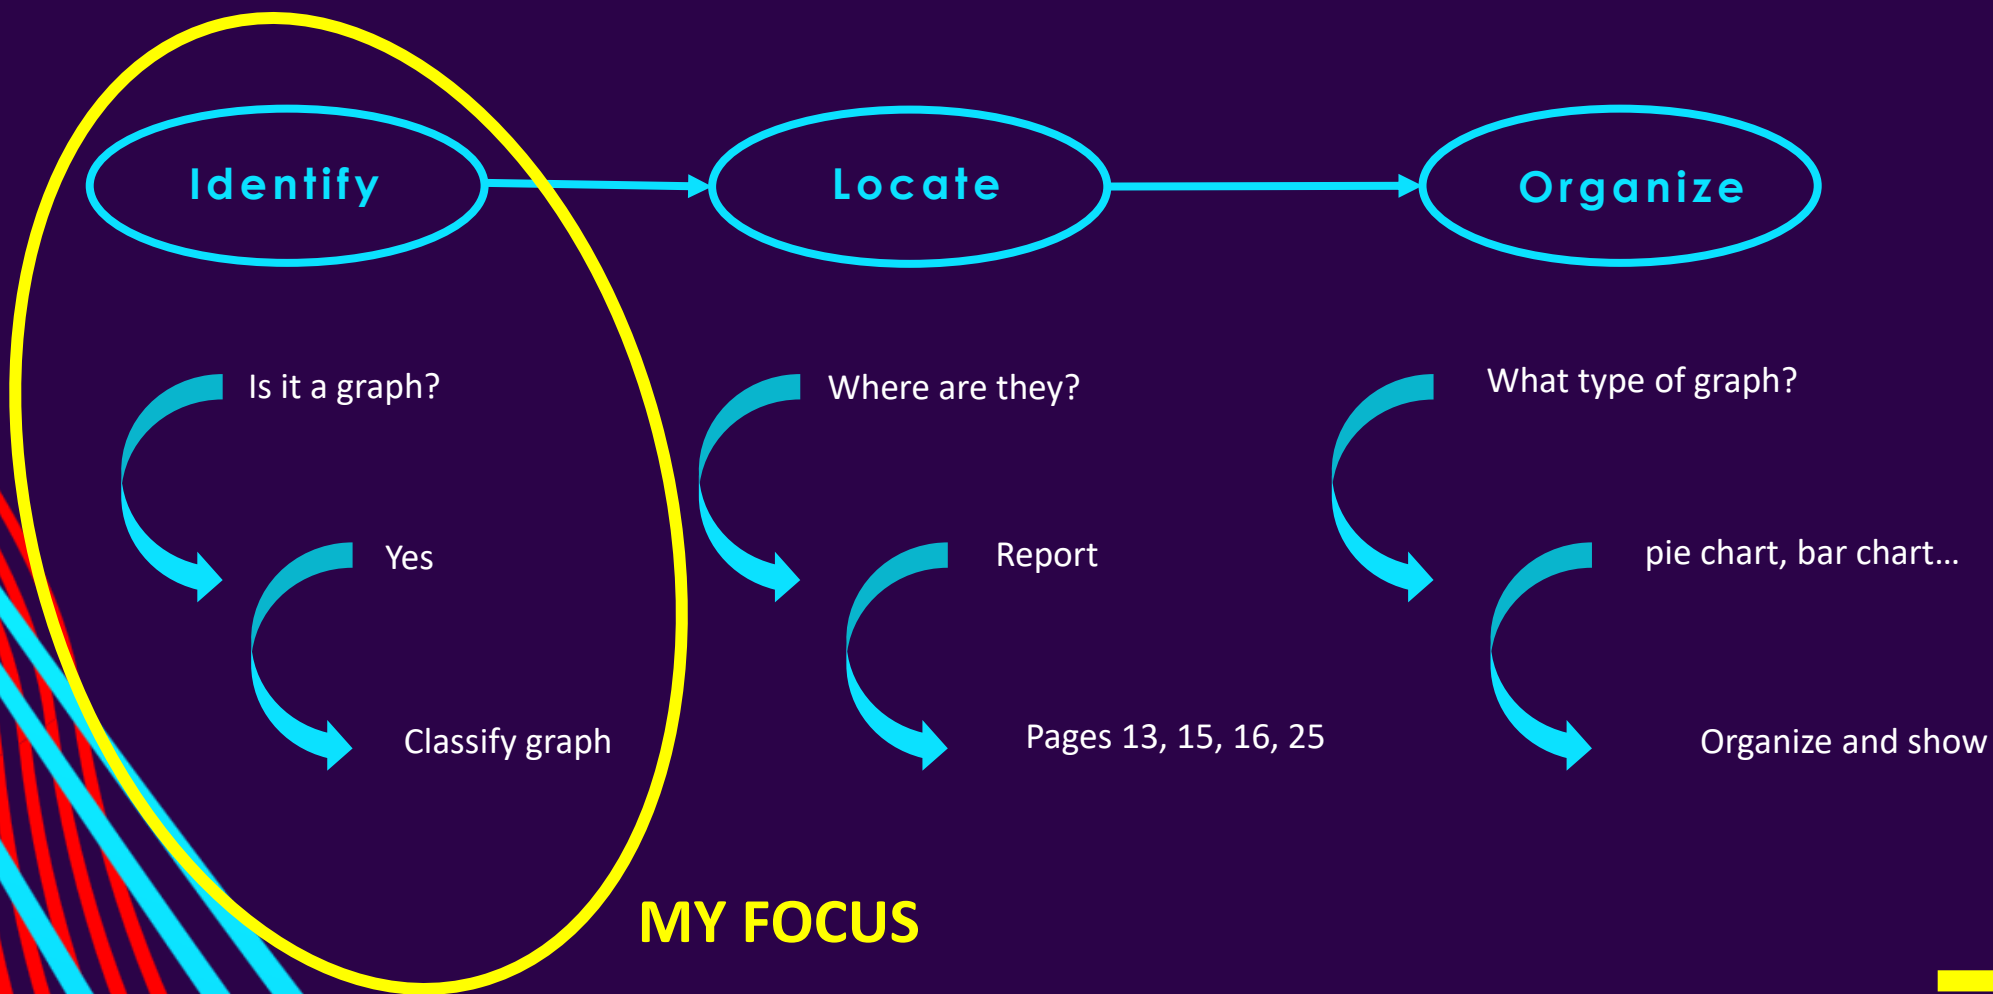 Identify
Locate
Organize
Is it a graph?
Where are they?
What type of graph?
Yes
Report
pie chart, bar chart…
Classify graph
Pages 13, 15, 16, 25
Organize and show
MY FOCUS